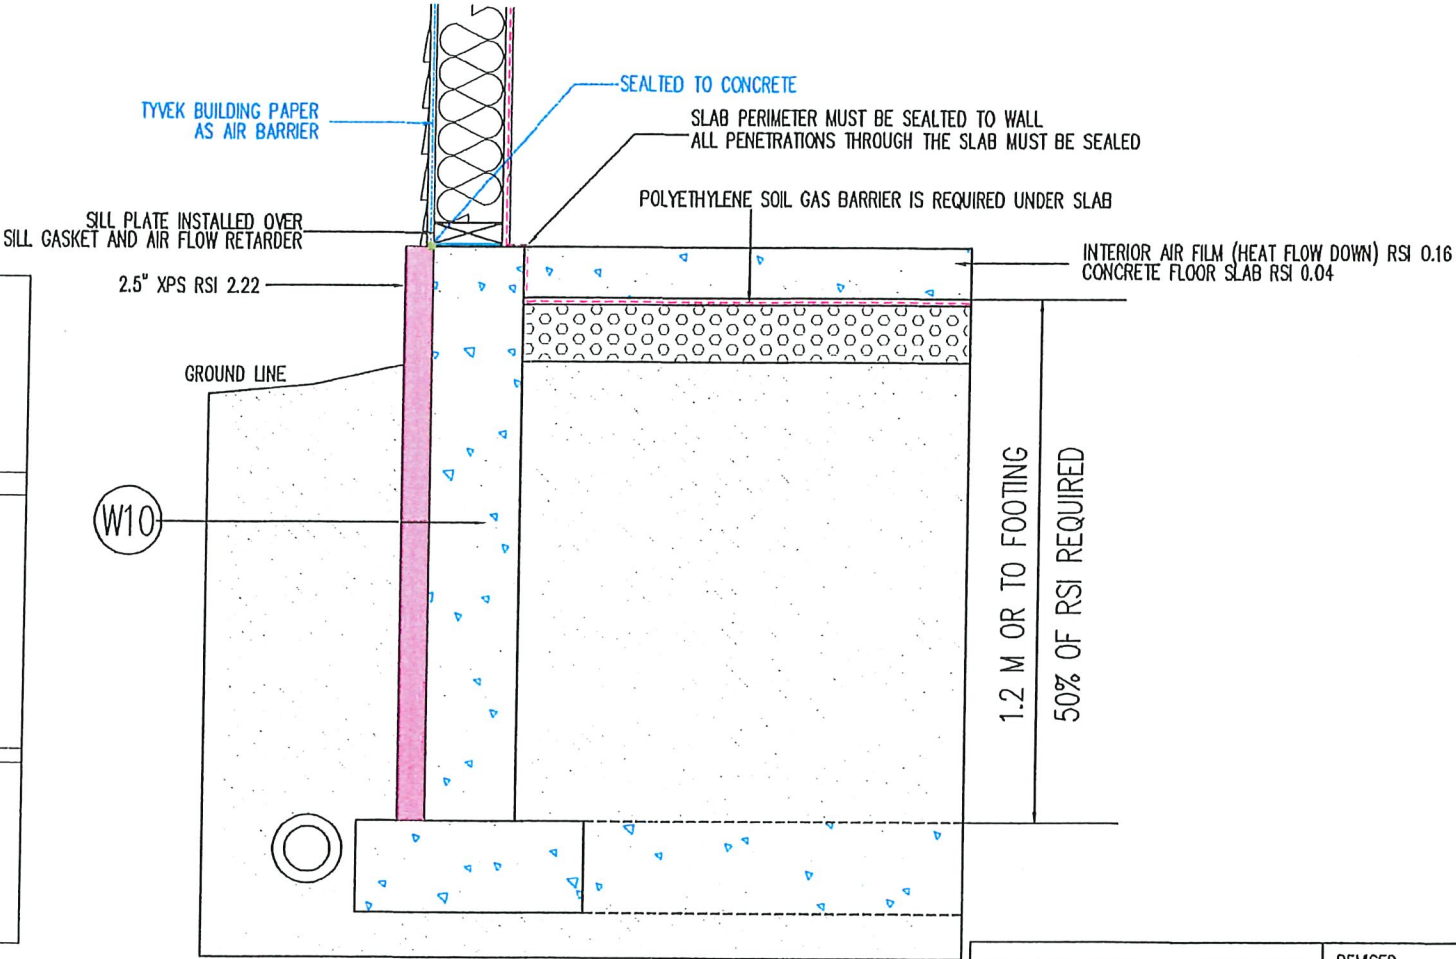 SEALTED TO CONCRETE
TYVEK BUILDING PAPER
AS AIR BARRIER
SLAB PERIMETER MUST BE SEALTED TO WALL
ALL PENETRATIONS THROUGH THE SLAB MUST BE SEALED
POLYETHYLENE SOIL GAS BARRIER IS REQUIRED UNDER SLAB
SILL PLATE INSTALLED OVER
SILL GASKET AND AIR FLOW RETARDER
INTERIOR AIR FILM (HEAT FLOW DOWN) RSI 0.16
CONCRETE FLOOR SLAB RSI 0.04
2.5" XPS RSI 2.22
GROUND LINE
W10
1.2 M OR TO FOOTING
50% OF RSI REQUIRED